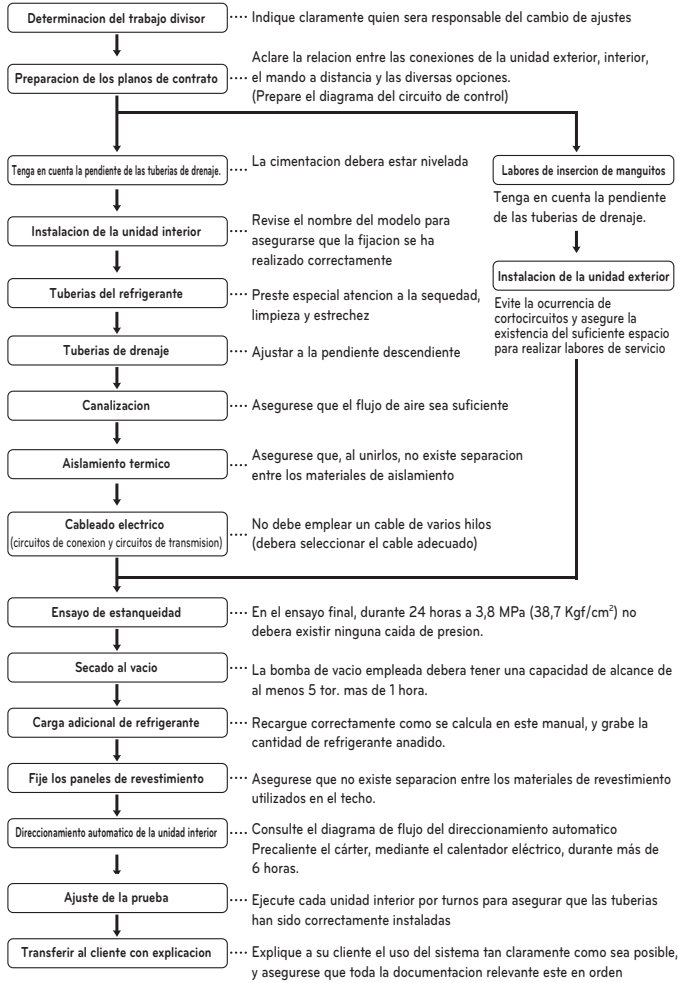 Determinacion del trabajo divisor
···· Indique claramente quien sera responsable del cambio de ajustes
Preparacion de los planos de contrato
···· Aclare la relacion entre las conexiones de la unidad exterior, interior,
el mando a distancia y las diversas opciones.
(Prepare el diagrama del circuito de control)
Tenga en cuenta la pendiente de las tuberias de drenaje.
···· La cimentacion debera estar nivelada
Instalacion de la unidad interior
···· Revise el nombre del modelo para
asegurarse que la fijacion se ha
realizado correctamente
Tuberias del refrigerante
···· Preste especial atencion a la sequedad,
limpieza y estrechez
Tuberias de drenaje
···· Ajustar a la pendiente descendiente
Canalizacion
···· Asegurese que el flujo de aire sea suficiente
Aislamiento termico
···· Asegurese que, al unirlos, no existe separacion
entre los materiales de aislamiento
Cableado electrico
(circuitos de conexion y circuitos de transmision)
···· No debe emplear un cable de varios hilos
(debera seleccionar el cable adecuado)
Labores de insercion de manguitos
Tenga en cuenta la pendiente
de las tuberias de drenaje.
Instalacion de la unidad exterior
Evite la ocurrencia de
cortocircuitos y asegure la
existencia del suficiente espacio
para realizar labores de servicio
Ensayo de estanqueidad
···· En el ensayo final, durante 24 horas a 3,8 MPa (38,7 Kgf/cm²) no
debera existir ninguna caida de presion.
Secado al vacio
···· La bomba de vacio empleada debera tener una capacidad de alcance de
al menos 5 tor. mas de 1 hora.
Carga adicional de refrigerante
···· Recargue correctamente como se calcula en este manual, y grabe la
cantidad de refrigerante anadido.
Fije los paneles de revestimiento
···· Asegurese que no existe separacion entre los materiales de revestimiento
utilizados en el techo.
Direccionamiento automatico de la unidad interior
···· Consulte el diagrama de flujo del direccionamiento automatico
Precaliente el cárter, mediante el calentador eléctrico, durante más de
6 horas.
Ajuste de la prueba
···· Ejecute cada unidad interior por turnos para asegurar que las tuberias
han sido correctamente instaladas
Transferir al cliente con explicacion
···· Explique a su cliente el uso del sistema tan claramente como sea posible,
y asegurese que toda la documentacion relevante este en orden